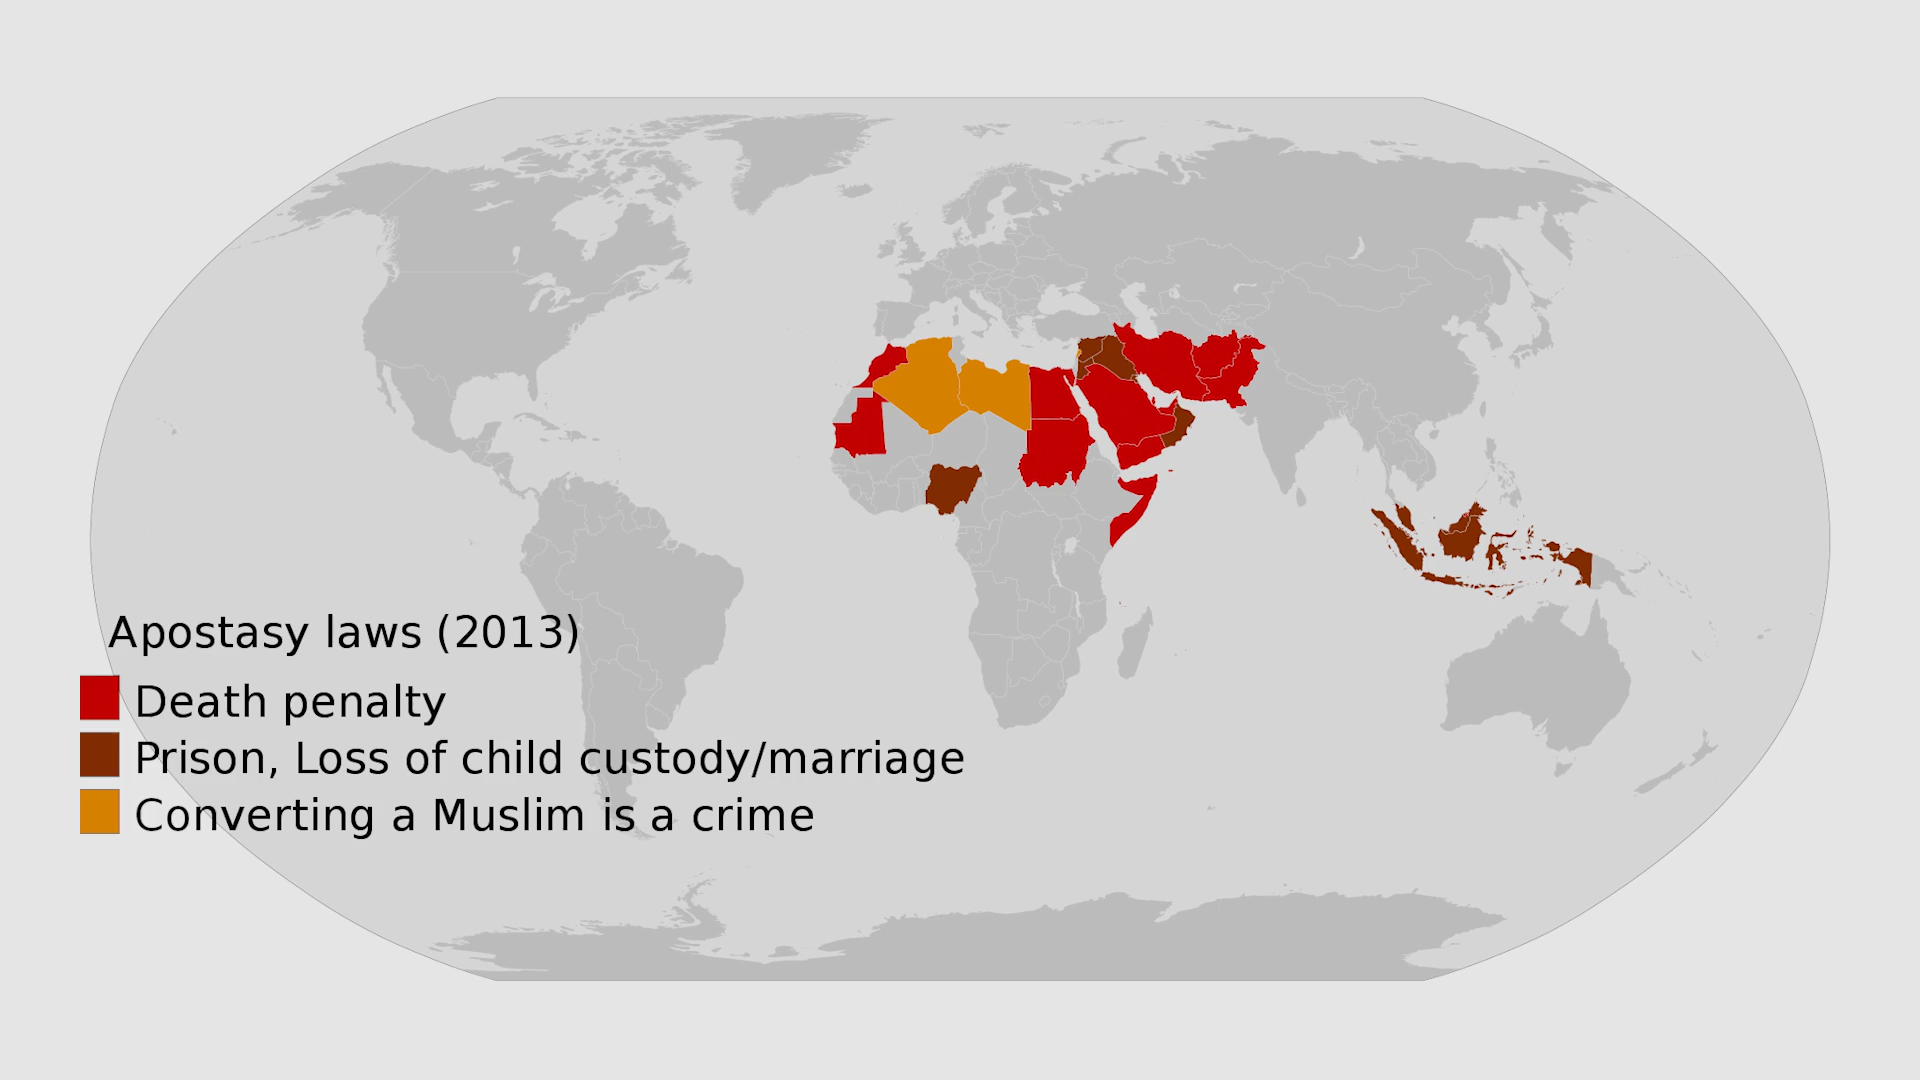 Apostasy laws (2013)
Death penalty
Prison, Loss of child custody/marriage
Converting a Muslim is a crime